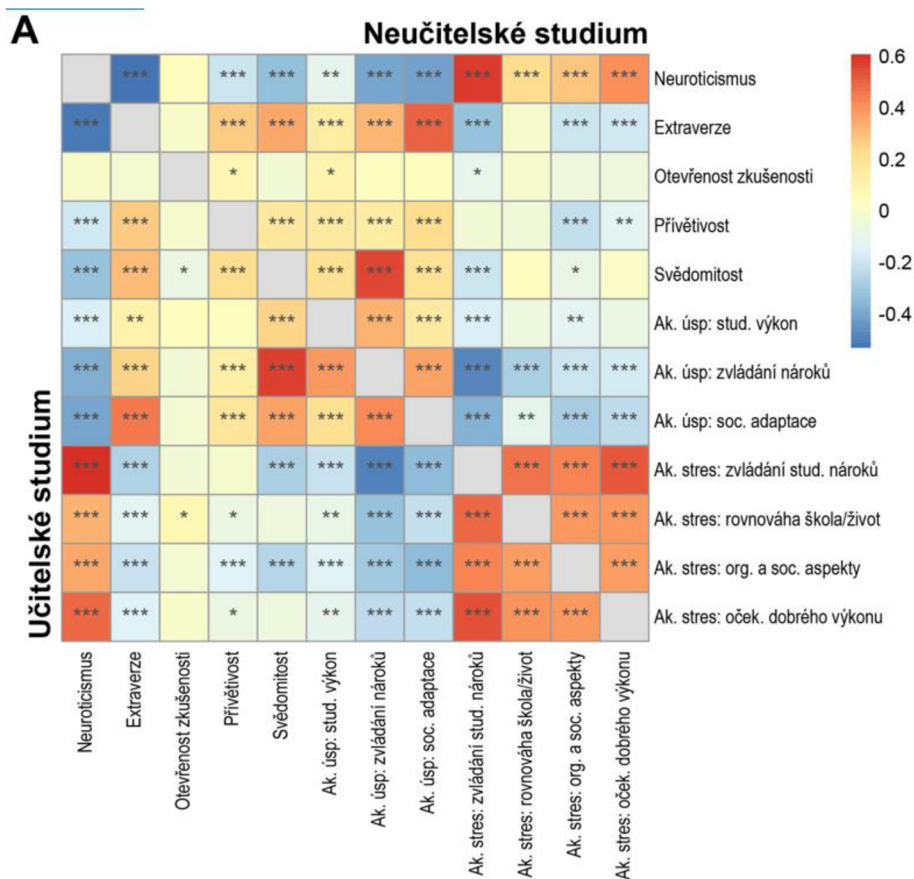 A
Neučitelské studium
Učitelské studium
*** *** *** ** *** *** *** *** *** *** Neuroticismus
*** *** *** *** *** *** *** *** *** Extraverze
* * * Otevřenost zkušenosti
*** *** *** *** *** *** *** ** Přívětivost
*** *** * *** *** *** *** *** * Svědomitost
*** ** *** *** *** *** ** Ak. úsp: stud. výkon
*** *** *** *** *** *** *** *** *** *** Ak. úsp: zvládání nároků
*** *** *** *** *** *** *** ** *** *** Ak. úsp: soc. adaptace
*** *** *** *** *** *** *** *** *** Ak. stres: zvládání stud. nároků
*** *** * * ** *** *** *** *** *** Ak. stres: rovnováha škola/život
*** *** *** *** *** *** *** *** *** *** Ak. stres: org. a soc. aspekty
*** *** * ** *** *** *** *** *** Ak. stres: oček. dobrého výkonu
0.6
0.4
0.2
0
-0.2
-0.4
Neuroticismus
Extraverze
Otevřenost zkušenosti
Přívětivost
Svědomitost
Ak. úsp: stud. výkon
Ak. úsp: zvládání nároků
Ak. úsp: soc. adaptace
Ak. stres: zvládání stud. nároků
Ak. stres: rovnováha škola/život
Ak. stres: org. a soc. aspekty
Ak. stres: oček. dobrého výkonu